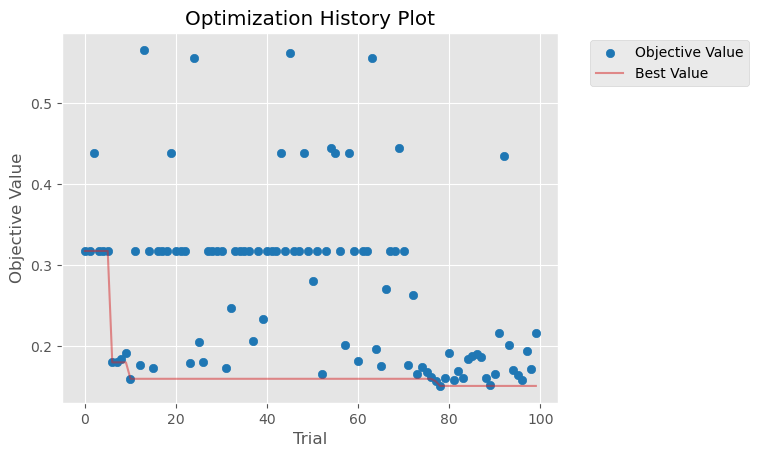 Optimization History Plot
Objective Value
Best Value
Objective Value
0.5
0.4
0.3
0.2
0
20
40
60
80
100
Trial